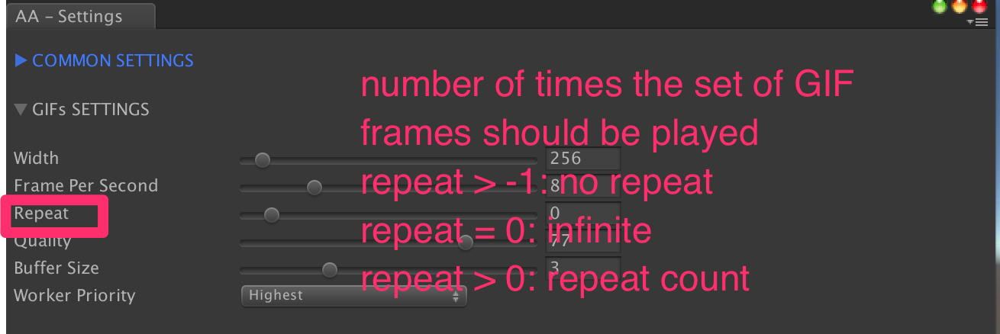 AA – Settings
COMMON SETTINGS
GIFs SETTINGS
number of times the set of GIF
frames should be played
repeat > -1: no repeat
repeat = 0: infinite
repeat > 0: repeat count
Width 256
Frame Per Second 8
Repeat 0
Quality 77
Buffer Size 3
Worker Priority Highest